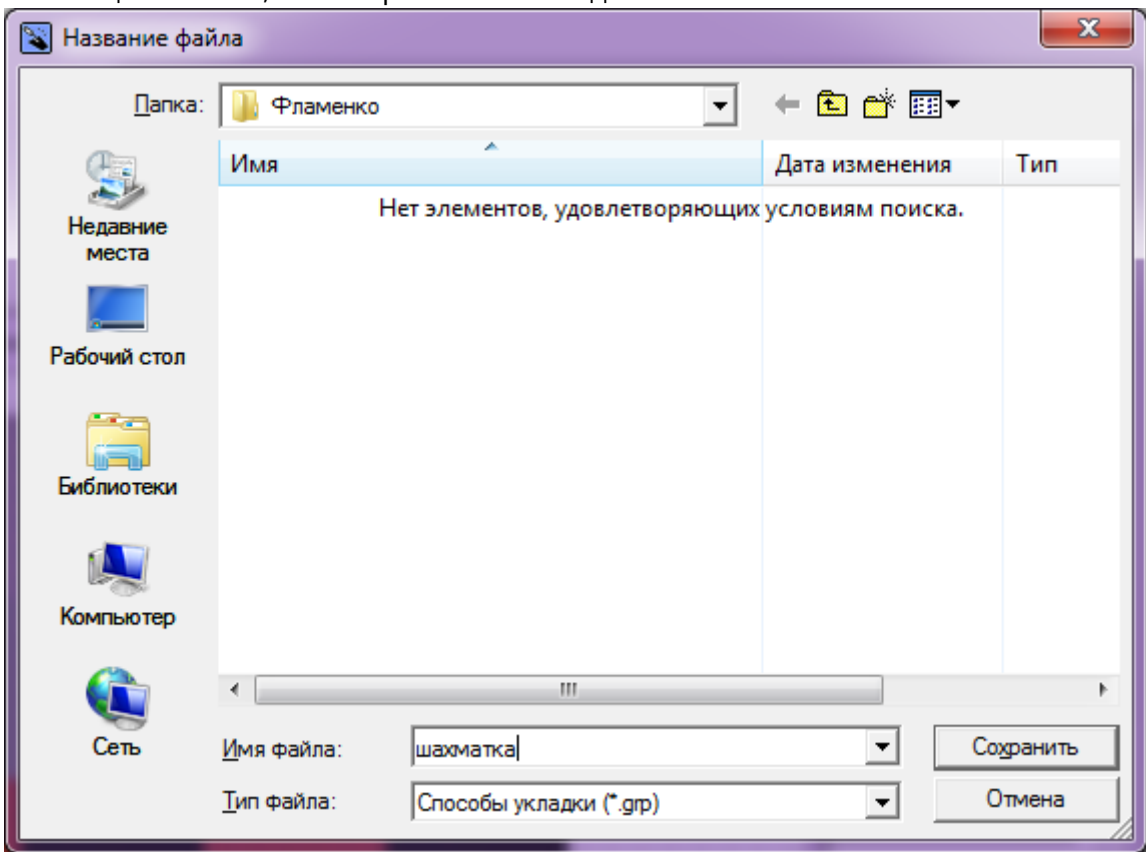 Название файла
Папка: Фламенко
Имя Дата изменения Тип
Нет элементов, удовлетворяющих условиям поиска.
Недавние
места
Рабочий стол
Библиотеки
Компьютер
Сеть
Имя файла: шахматка Сохранить
Тип файла: Способы укладки (*.grp) Отмена